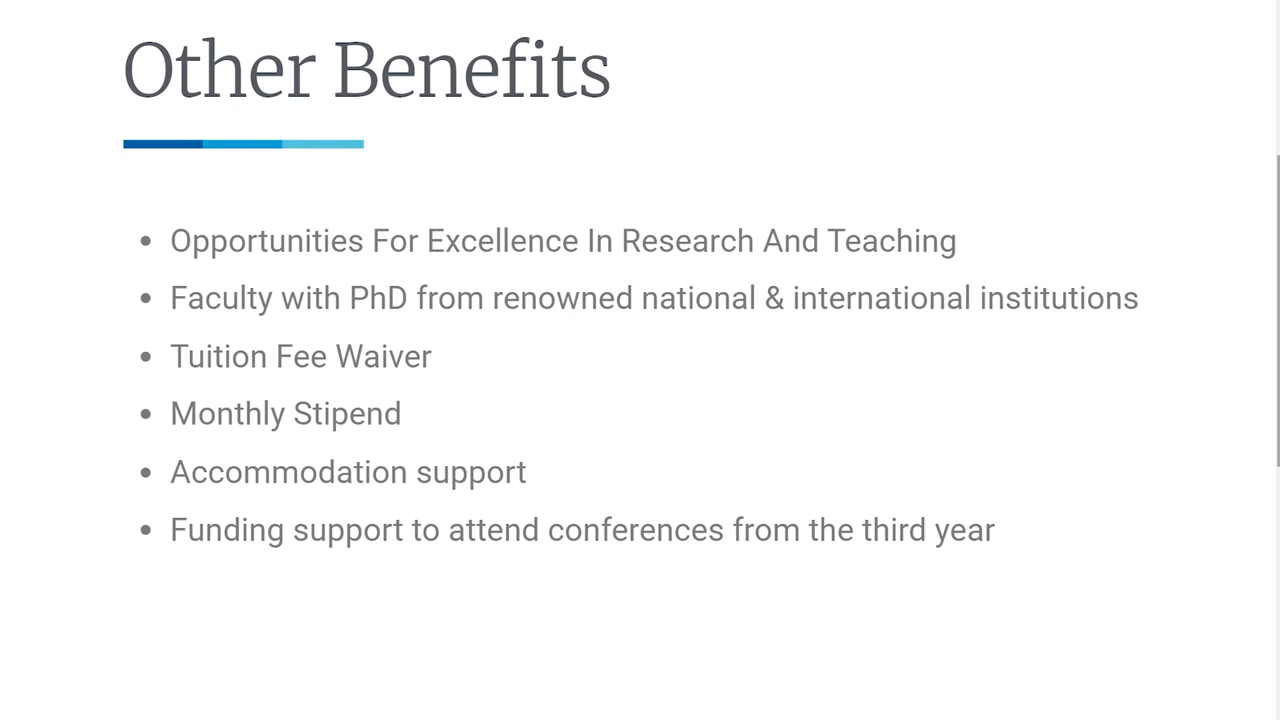 Other Benefits
• Opportunities For Excellence In Research And Teaching
• Faculty with PhD from renowned national & international institutions
• Tuition Fee Waiver
• Monthly Stipend
• Accommodation support
• Funding support to attend conferences from the third year